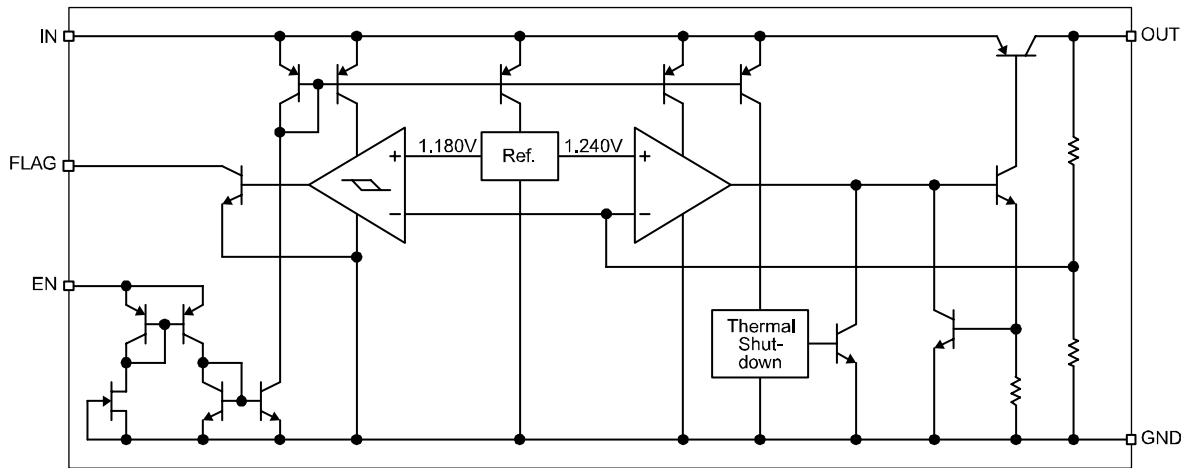 IN
OUT
FLAG
1.180V
Ref.
1.240V
+
+
−
−
EN
Thermal
Shut-
down
GND